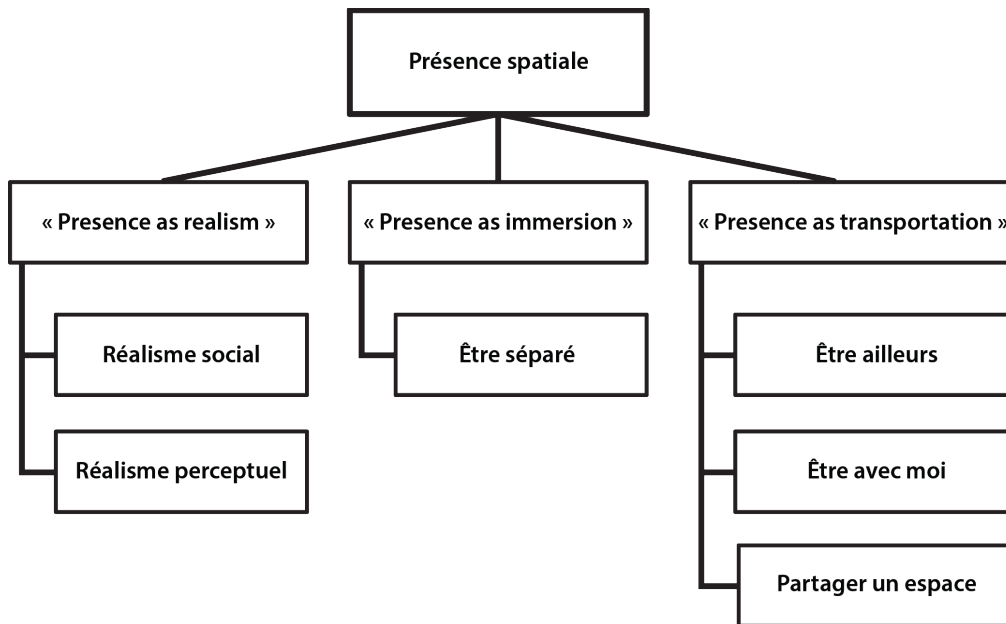 Présence spatiale
« Presence as realism »
« Presence as immersion »
« Presence as transportation »
Réalisme social
Être séparé
Être ailleurs
Réalisme perceptuel
Être avec moi
Partager un espace